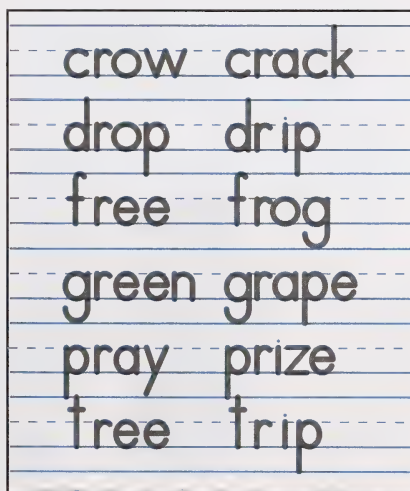 crow crack
drop drip
free frog
green grape
pray prize
tree trip